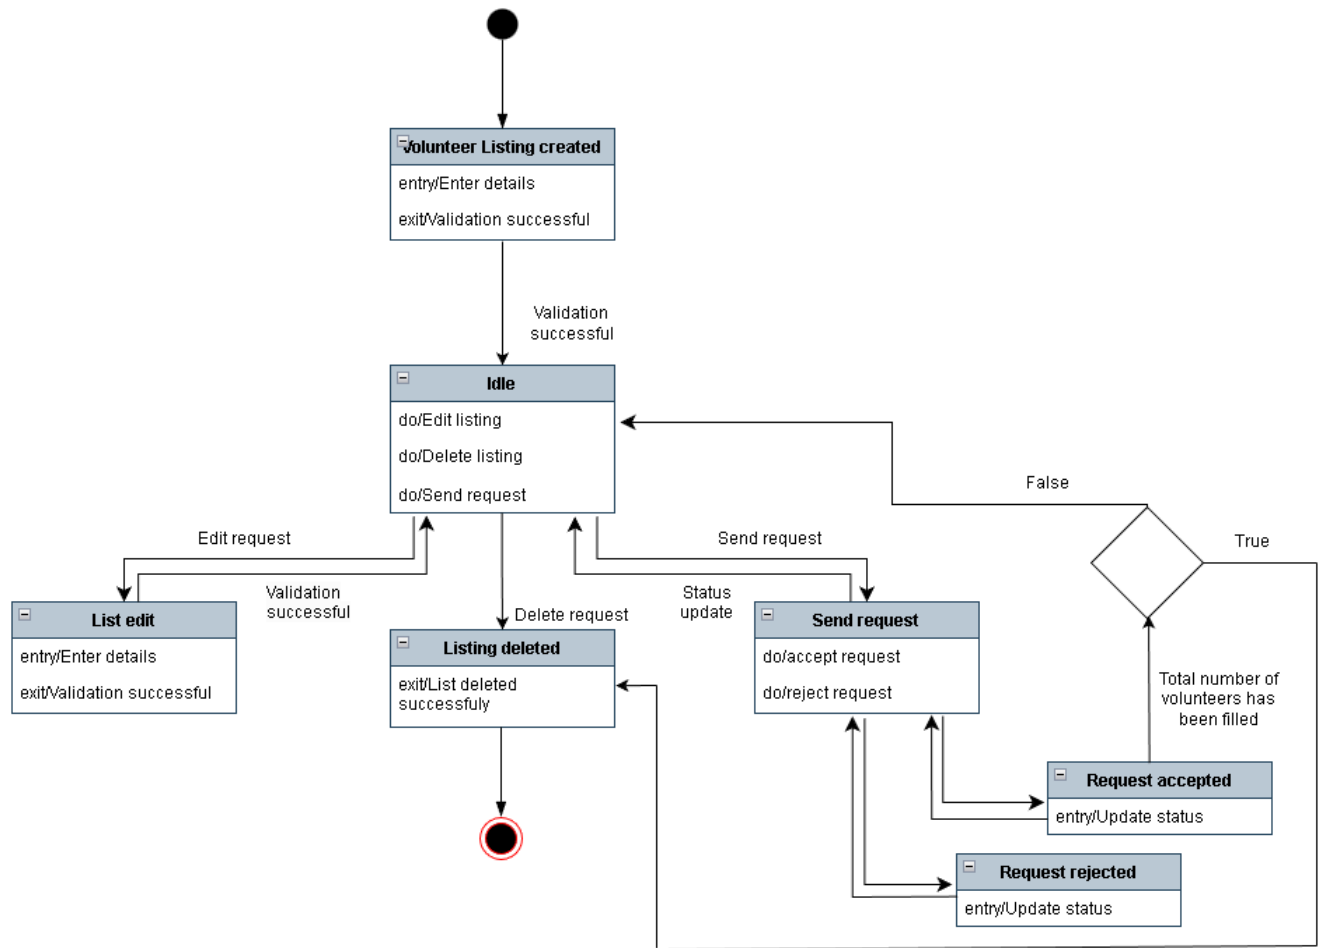 Volunteer Listing created
entry/Enter details
exit/Validation successful
Validation
successful
Idle
do/Edit listing
do/Delete listing
do/Send request
False
True
Edit request
Send request
Validation
successful
Status
update
Delete request
List edit
entry/Enter details
exit/Validation successful
Listing deleted
exit/List deleted
successfuly
Send request
do/accept request
do/reject request
Total number of
volunteers has
been filled
Request accepted
entry/Update status
Request rejected
entry/Update status